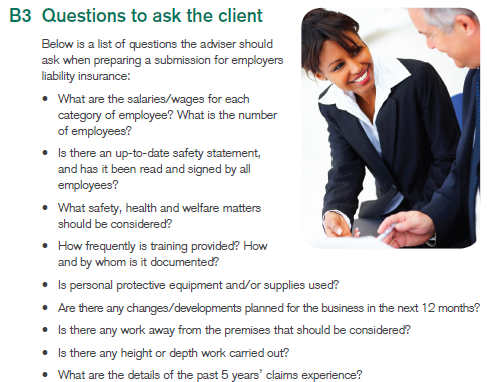 B3 Questions to ask the client
Below is a list of questions the adviser should
ask when preparing a submission for employers
liability insurance:
• What are the salaries/wages for each
category of employee? What is the number
of employees?
• Is there an up-to-date safety statement,
and has it been read and signed by all
employees?
• What safety, health and welfare matters
should be considered?
• How frequently is training provided? How
and by whom is it documented?
• Is personal protective equipment and/or supplies used?
• Are there any changes/developments planned for the business in the next 12 months?
• Is there any work away from the premises that should be considered?
• Is there any height or depth work carried out?
• What are the details of the past 5 years' claims experience?